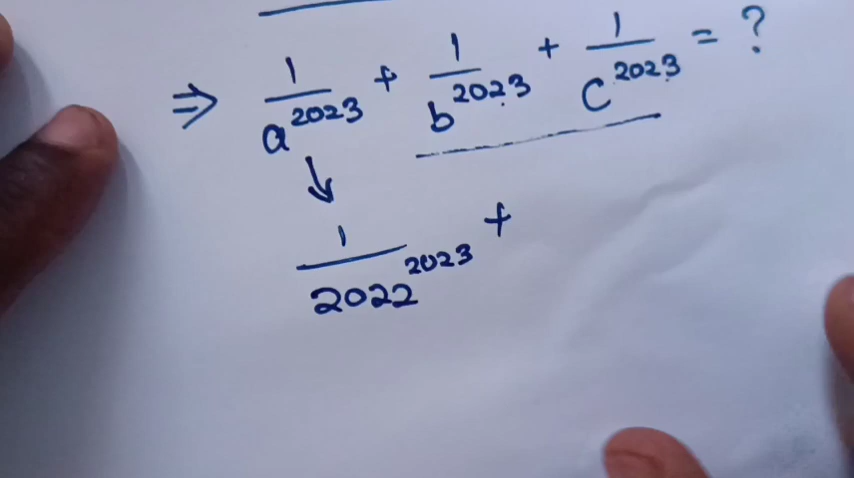 ⇒ 1/a^2023 + 1/b^2023 + 1/c^2023 = ?
↓
1/2022^2023 +